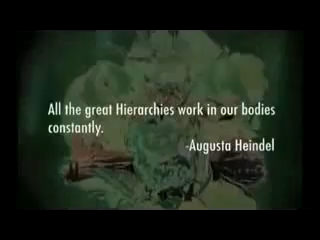 All the great Hierarchies work in our bodies
constantly.
-Augusta Heindel